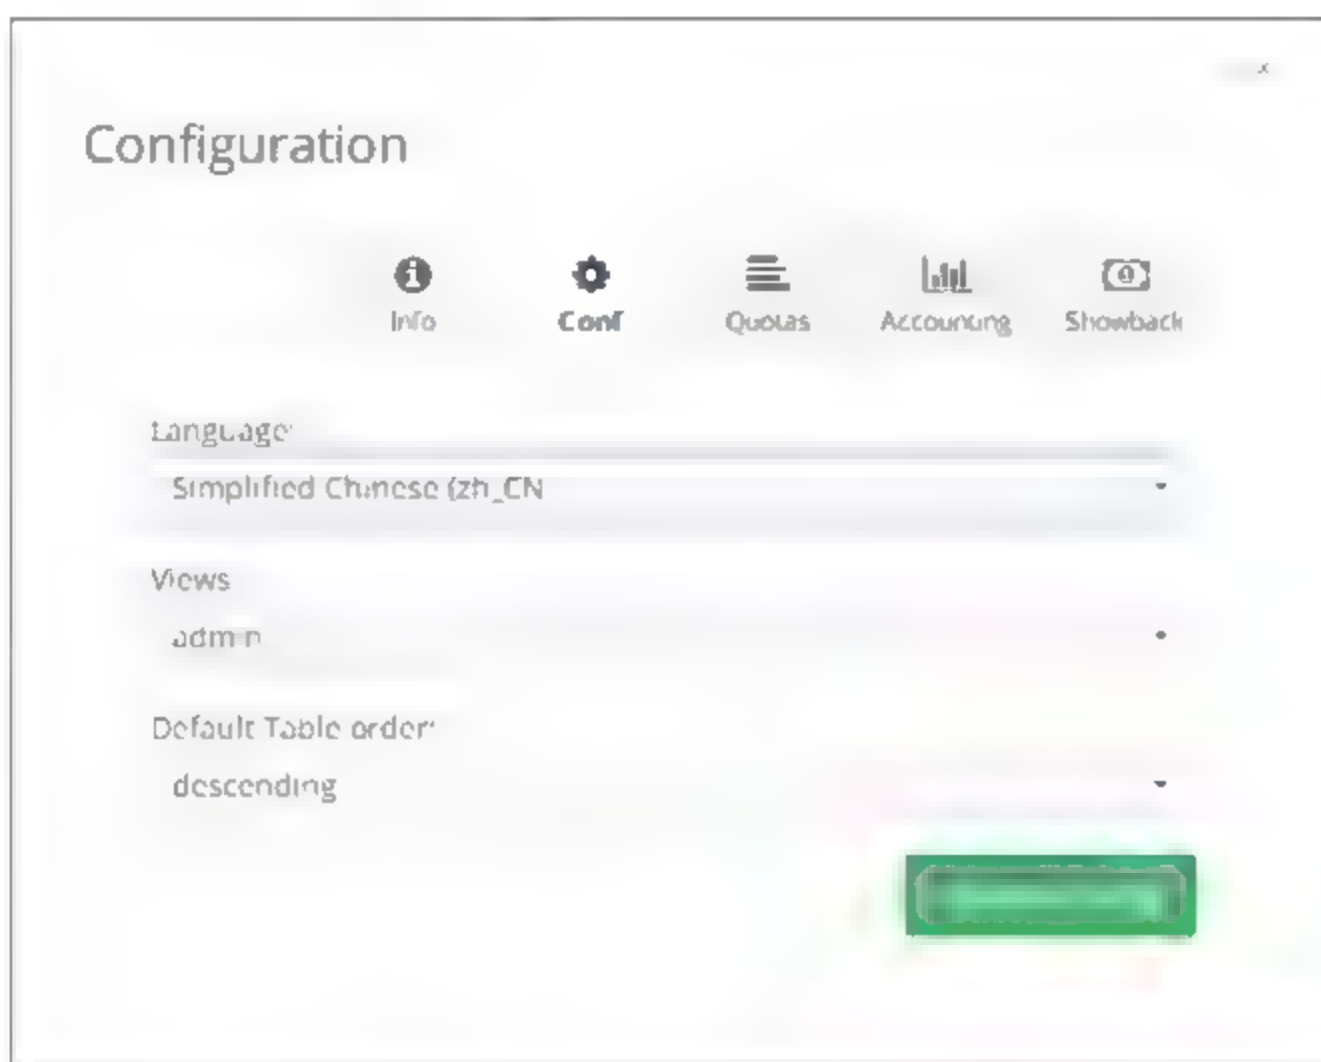 x
Configuration
Info Conf Quotas Accounting Showback
Language
Simplified Chinese (zh_CN
Views
admin
Default Table order:
descending